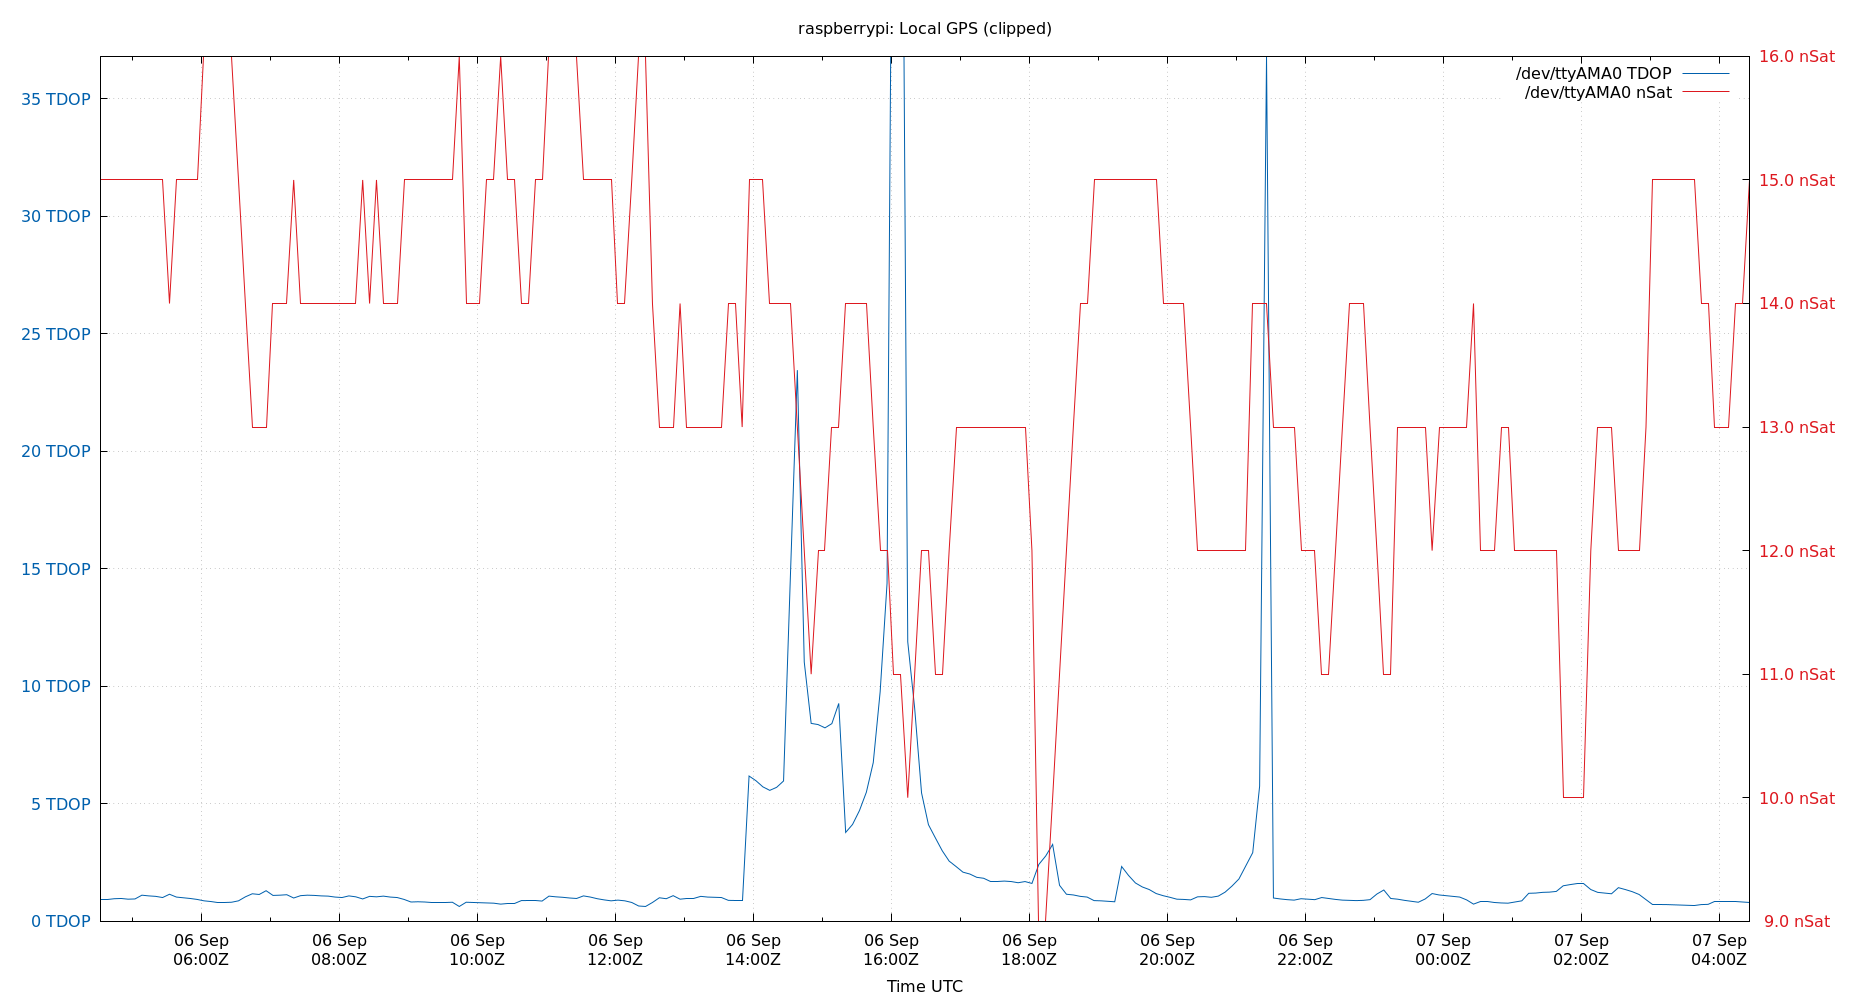 raspberrypi: Local GPS (clipped)
/dev/ttyAMA0 TDOP
/dev/ttyAMA0 nSat
35 TDOP
30 TDOP
25 TDOP
20 TDOP
15 TDOP
10 TDOP
5 TDOP
0 TDOP
16.0 nSat
15.0 nSat
14.0 nSat
13.0 nSat
12.0 nSat
11.0 nSat
10.0 nSat
9.0 nSat
06 Sep 06 Sep 06 Sep 06 Sep 06 Sep 06 Sep 06 Sep 06 Sep 06 Sep 07 Sep 07 Sep 07 Sep
06:00Z 08:00Z 10:00Z 12:00Z 14:00Z 16:00Z 18:00Z 20:00Z 22:00Z 00:00Z 02:00Z 04:00Z
Time UTC